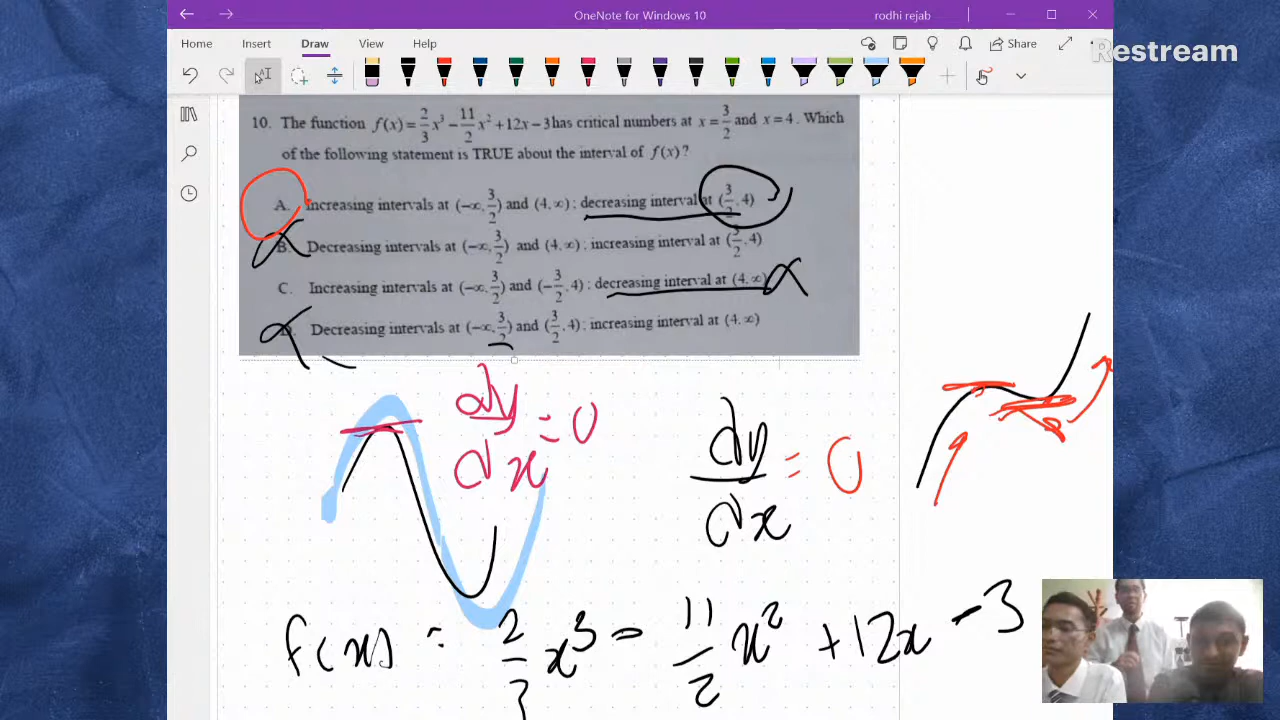 OneNote for Windows 10
rodhi rejab
Home Insert Draw View Help
Share
Restream
10. The function f(x)=2/3x³−11/2x²+12x−3 has critical numbers at x=3/2 and x=4. Which
of the following statement is TRUE about the interval of f(x)?
A. Increasing intervals at (−∞,3/2) and (4,∞); decreasing interval at (3/2,4)
B. Decreasing intervals at (−∞,3/2) and (4,∞); increasing interval at (3/2,4)
C. Increasing intervals at (−∞,3/2) and (−3/2,4); decreasing interval at (4,∞)
D. Decreasing intervals at (−∞,3/2) and (3/2,4); increasing interval at (4,∞)
dy/dx = 0
dy/dx = 0
f(x) = 2/3 x³ − 11/2 x² + 12x − 3